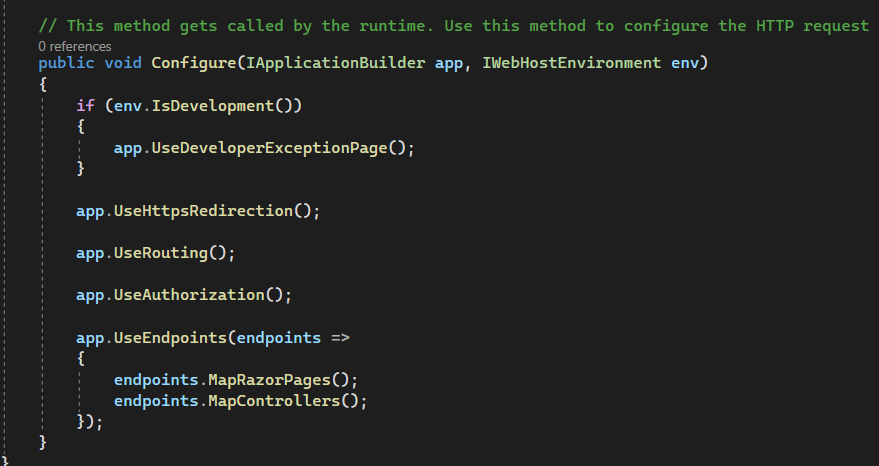 // This method gets called by the runtime. Use this method to configure the HTTP request
0 references
public void Configure(IApplicationBuilder app, IWebHostEnvironment env)
{
if (env.IsDevelopment())
{
app.UseDeveloperExceptionPage();
}
app.UseHttpsRedirection();
app.UseRouting();
app.UseAuthorization();
app.UseEndpoints(endpoints =>
{
endpoints.MapRazorPages();
endpoints.MapControllers();
});
}
}